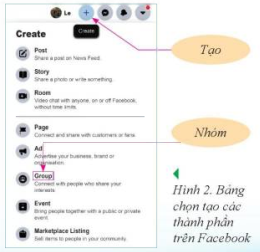 Le
Create
Create
Post
Share a post on News Feed.
Story
Share a photo or write something.
Room
Video chat with anyone, on or off Facebook,
without time limits.
Page
Connect and share with customers or fans
Ad
Advertise your business, brand or
organisation.
Group
Connect with people who share your
interests.
Event
Bring people together with a public or private
event.
Marketplace Listing
Sell items to people in your community.
Tạo
Nhóm
Hình 2. Bảng
chọn tạo các
thành phần
trên Facebook